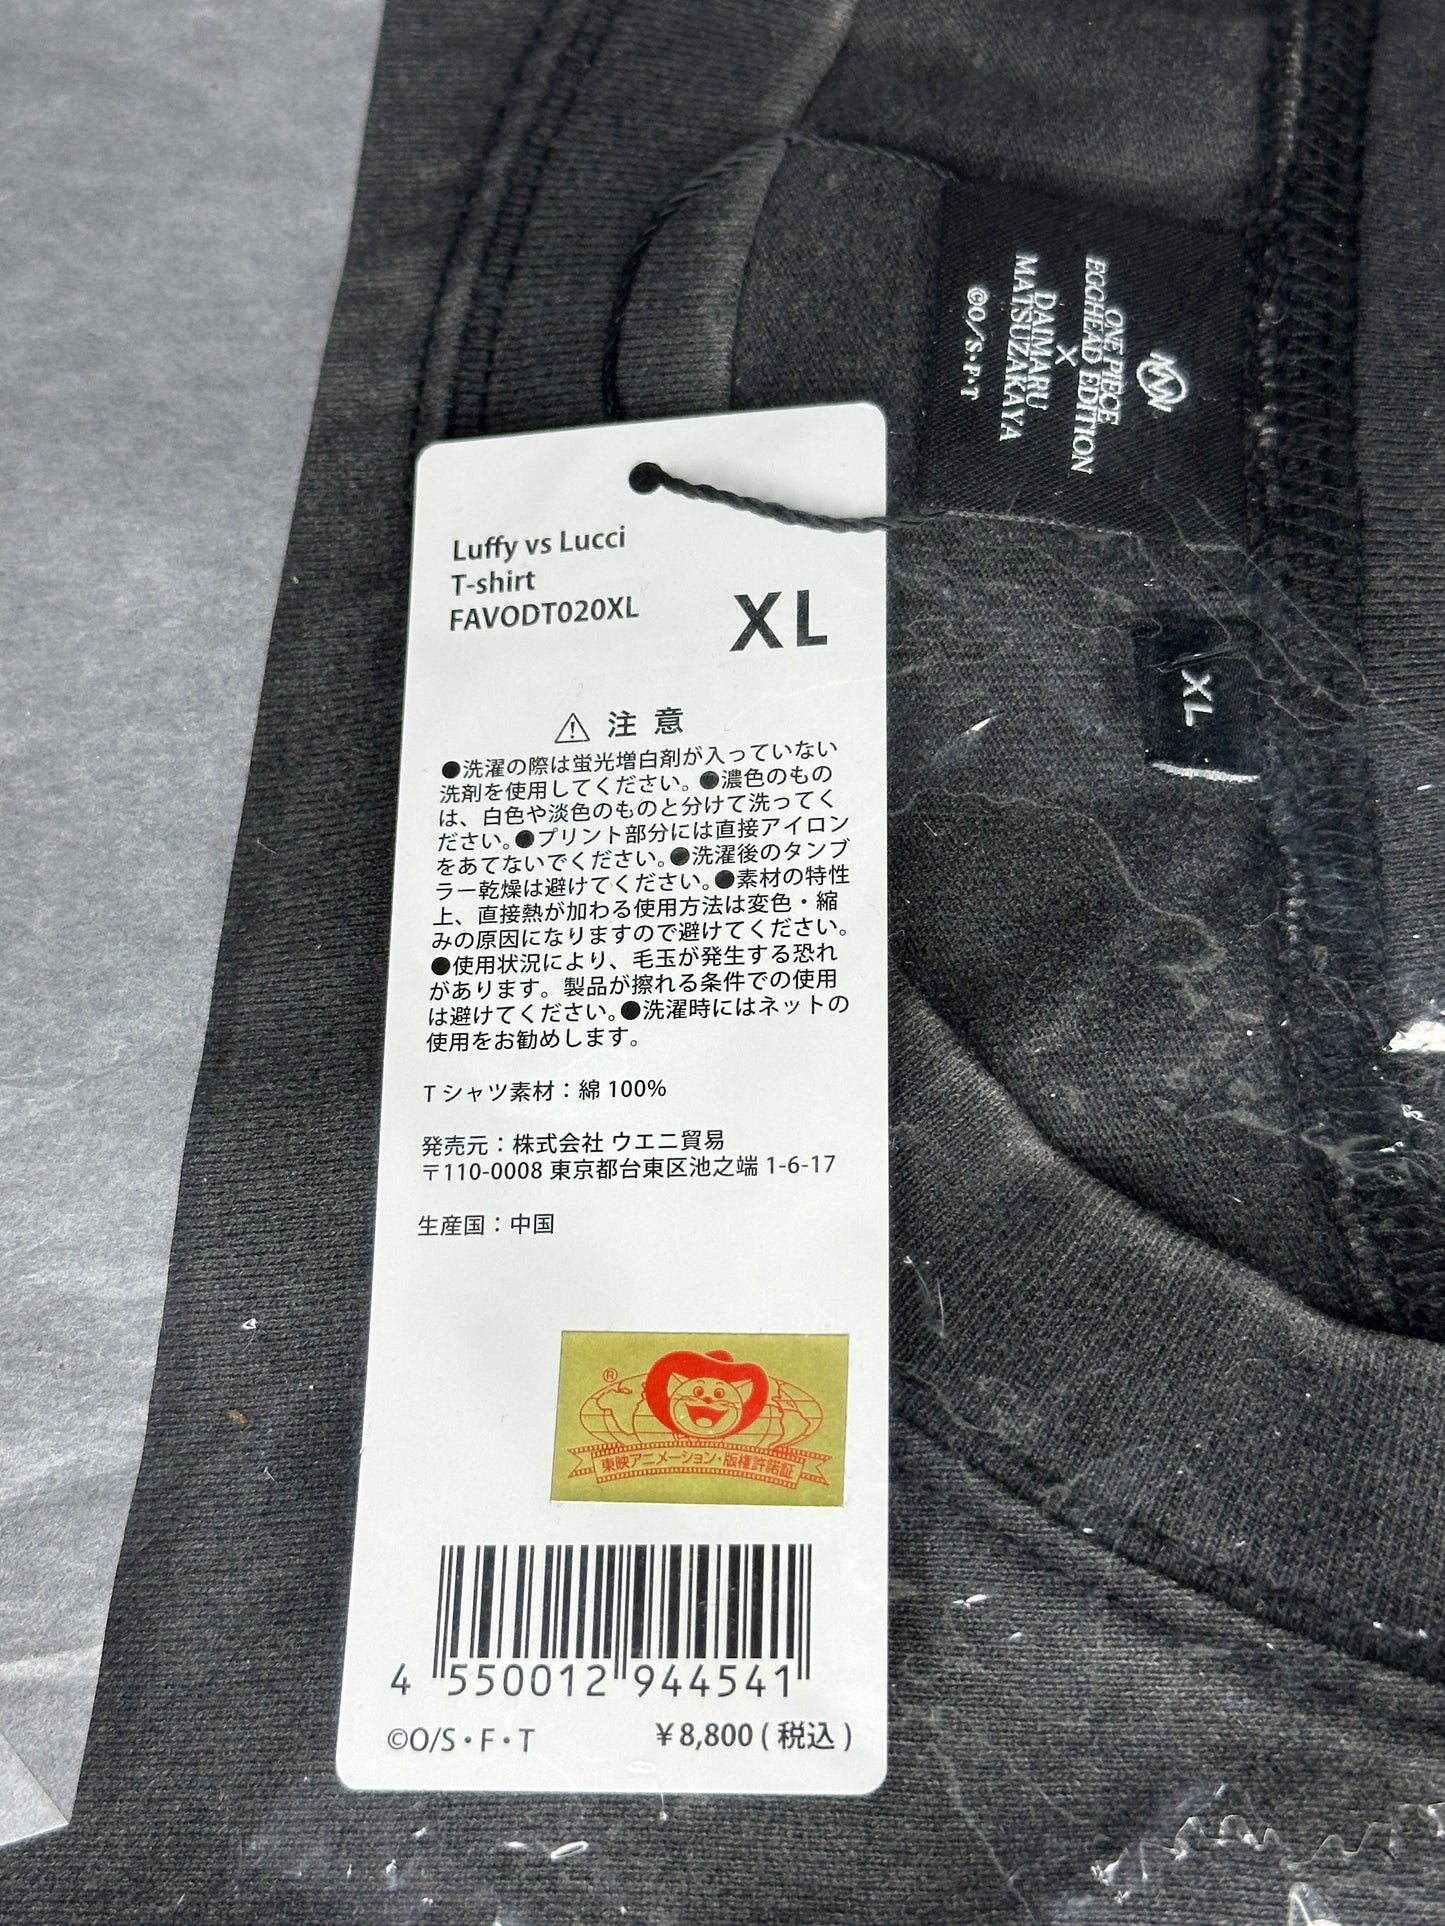 ONE PIECE
EGGHEAD EDITION
×
DAIMARU
MATSUZAKAYA
©O/S・F・T
XL
Luffy vs Lucci
T-shirt
FAVODT020XL
XL
注意
●洗濯の際は蛍光増白剤が入っていない
洗剤を使用してください。●濃色のもの
は、白色や淡色のものと分けて洗ってく
ださい。●プリント部分には直接アイロン
をあてないでください。●洗濯後のタンブ
ラー乾燥は避けてください。●素材の特性
上、直接熱が加わる使用方法は変色・縮
みの原因になりますので避けてください。
●使用状況により、毛玉が発生する恐れ
があります。製品が擦れる条件での使用
は避けてください。●洗濯時にはネットの
使用をお勧めします。
Tシャツ素材：綿 100%
発売元：株式会社 ウエニ貿易
〒110-0008 東京都台東区池之端 1-6-17
生産国：中国
®
東映アニメーション・版権許諾証
4 550012 944541
©O/S・F・T
￥8,800 ( 税込 )